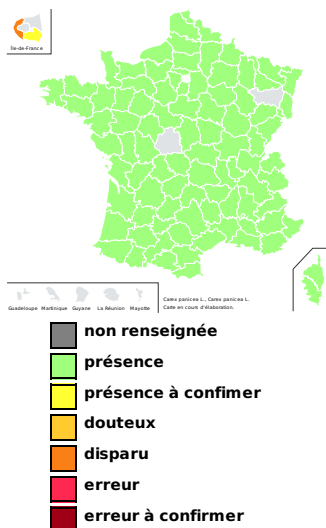 Île-de-France
Guadeloupe Martinique Guyane La Réunion Mayotte
Carex panicea L., Carex panicea L.
Carte en cours d'élaboration.
non renseignée
présence
présence à confimer
douteux
disparu
erreur
erreur à confirmer